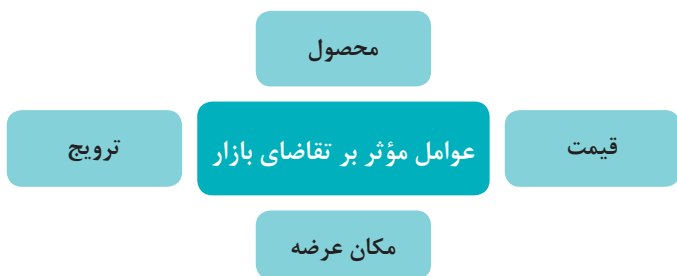 محصول
قیمت
عوامل مؤثر بر تقاضای بازار
ترویج
مکان عرضه